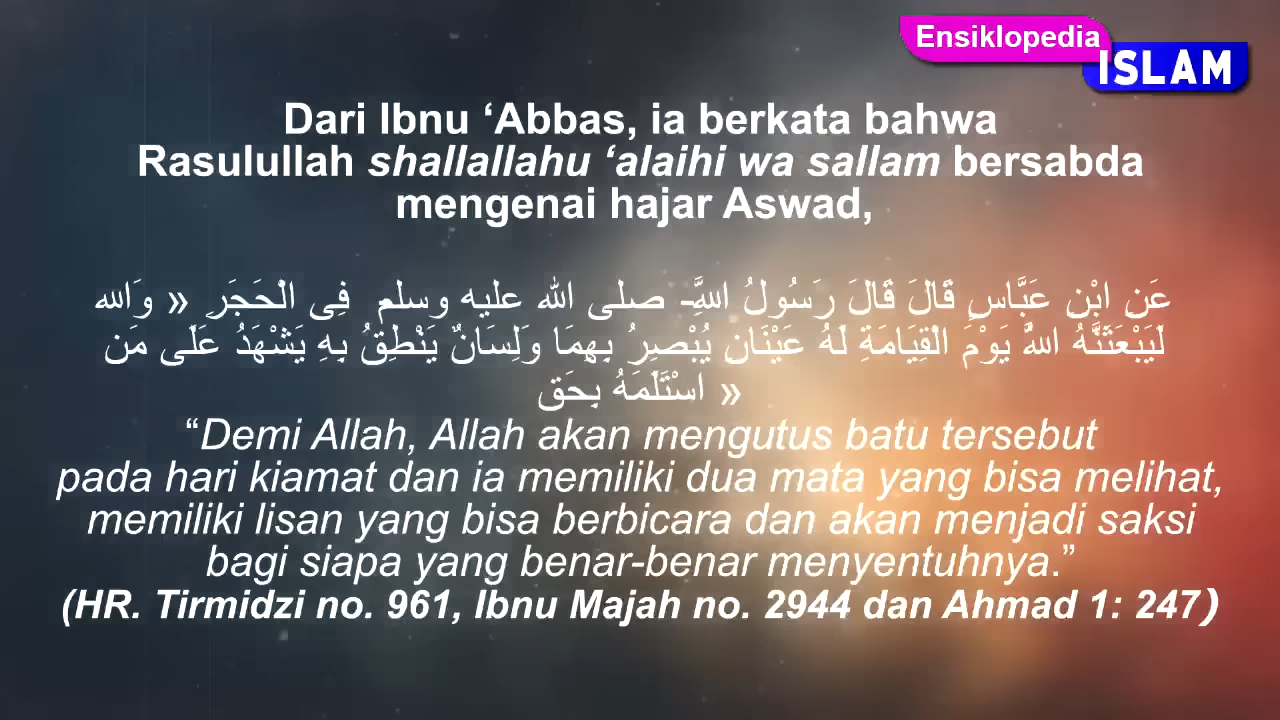 Ensiklopedia
ISLAM
Dari Ibnu ‘Abbas, ia berkata bahwa
Rasulullah shallallahu ‘alaihi wa sallam bersabda
mengenai hajar Aswad,
عَنِ ابْنِ عَبَّاسٍ قَالَ قَالَ رَسُولُ اللَّهِ- صلى الله عليه وسلم فِى الْحَجَرِ « وَالله
لَيَبْعَثَنَّهُ اللَّهُ يَوْمَ الْقِيَامَةِ لَهُ عَيْنَانِ يُبْصِرُ بِهِمَا وَلِسَانٌ يَنْطِقُ بِهِ يَشْهَدُ عَلَى مَن
« اسْتَلَمَهُ بِحَق
“Demi Allah, Allah akan mengutus batu tersebut
pada hari kiamat dan ia memiliki dua mata yang bisa melihat,
memiliki lisan yang bisa berbicara dan akan menjadi saksi
bagi siapa yang benar-benar menyentuhnya.”
(HR. Tirmidzi no. 961, Ibnu Majah no. 2944 dan Ahmad 1: 247)